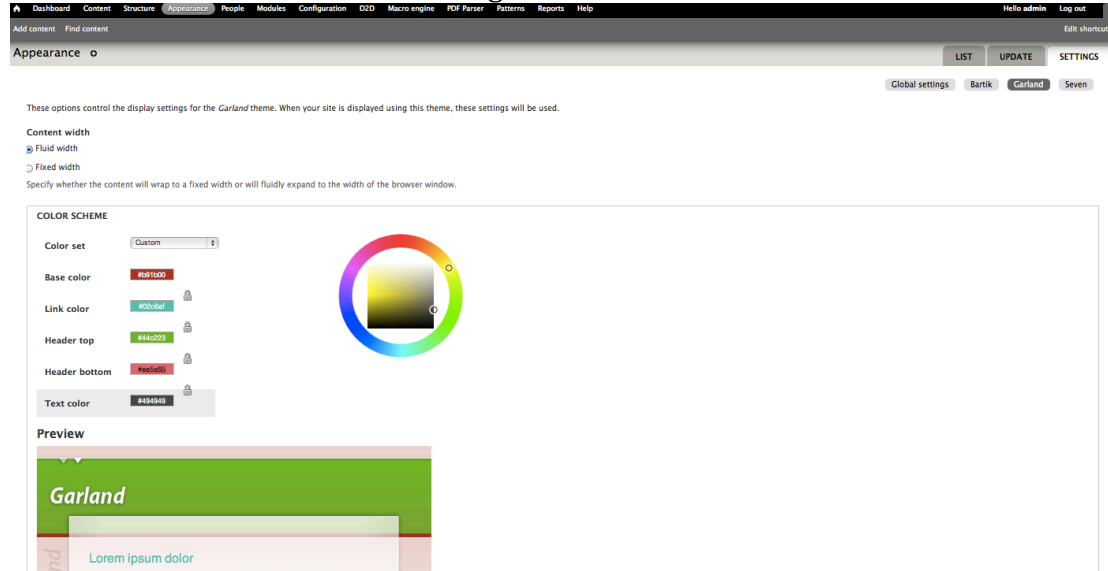 Dashboard Content Structure Appearance People Modules Configuration D2D Macro engine PDF Parser Patterns Reports Help Hello admin Log out
Add content Find content Edit shortcut
Appearance LIST UPDATE SETTINGS
Global settings Bartik Garland Seven
These options control the display settings for the Garland theme. When your site is displayed using this theme, these settings will be used.
Content width
Fluid width
Fixed width
Specify whether the content will wrap to a fixed width or will fluidly expand to the width of the browser window.
COLOR SCHEME
Color set Custom
Base color #b91b00
Link color #02c6af
Header top #44c223
Header bottom #ee5a65
Text color #494949
Preview
Garland
Lorem ipsum dolor